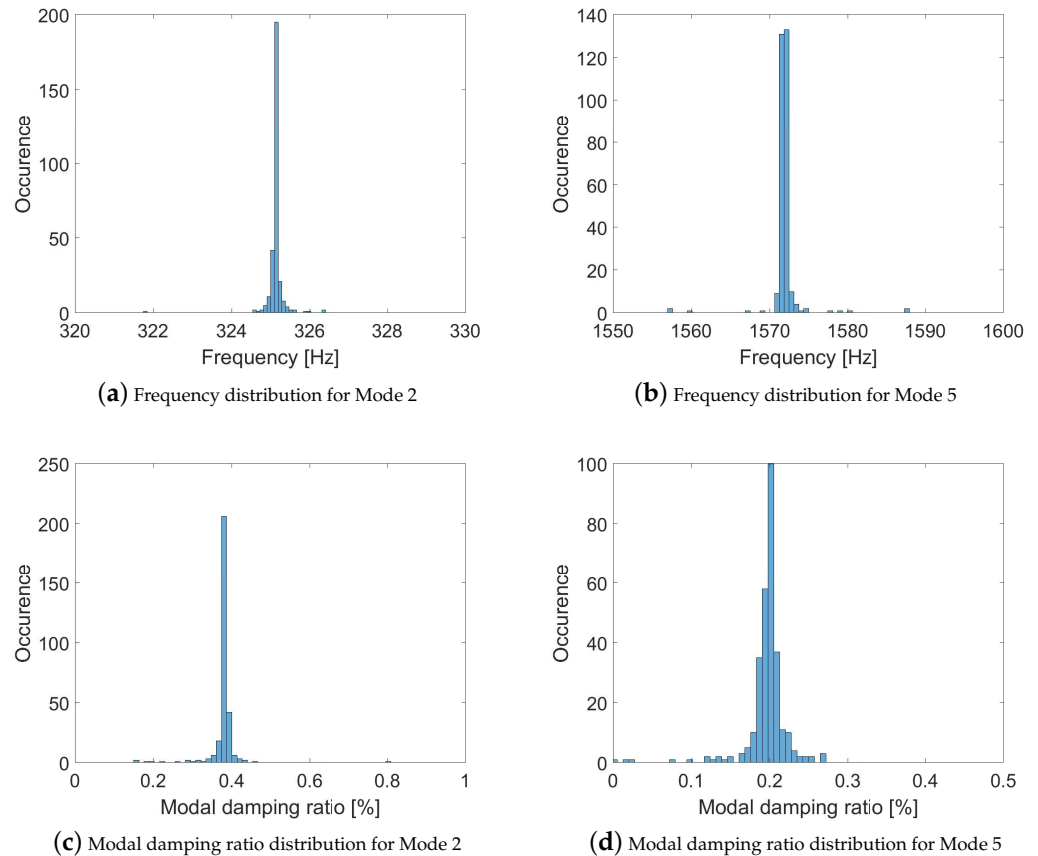 200
150
100
50
0
320 322 324 326 328 330
Occurence
Frequency [Hz]
(a) Frequency distribution for Mode 2
140
120
100
80
60
40
20
0
1550 1560 1570 1580 1590 1600
Occurence
Frequency [Hz]
(b) Frequency distribution for Mode 5
250
200
150
100
50
0
0 0.2 0.4 0.6 0.8 1
Occurence
Modal damping ratio [%]
(c) Modal damping ratio distribution for Mode 2
100
80
60
40
20
0
0 0.1 0.2 0.3 0.4 0.5
Occurence
Modal damping ratio [%]
(d) Modal damping ratio distribution for Mode 5